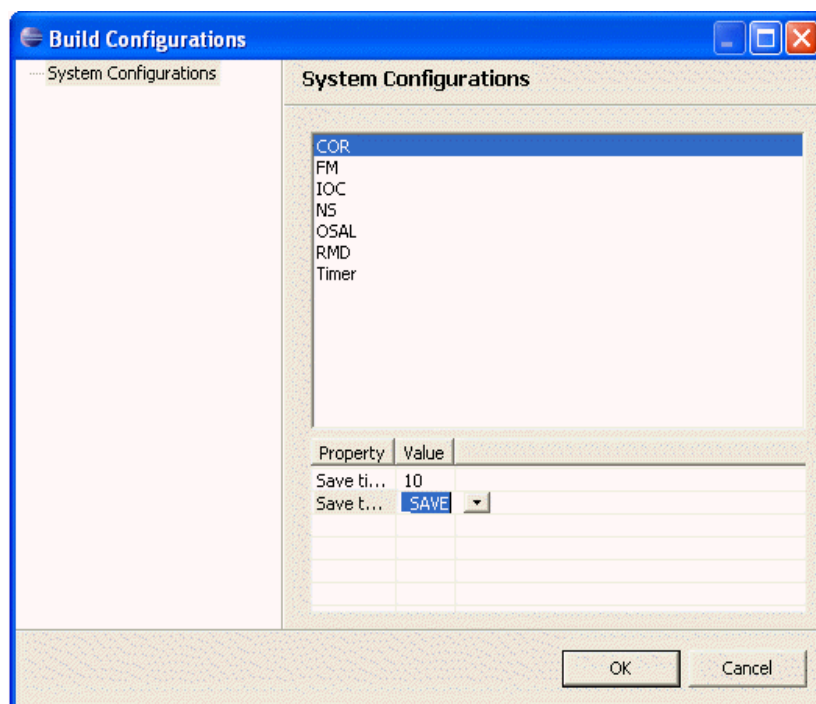 Build Configurations
System Configurations
System Configurations
COR
FM
IOC
NS
OSAL
RMD
Timer
Property Value
Save ti... 10
Save t... _SAVE
OK Cancel